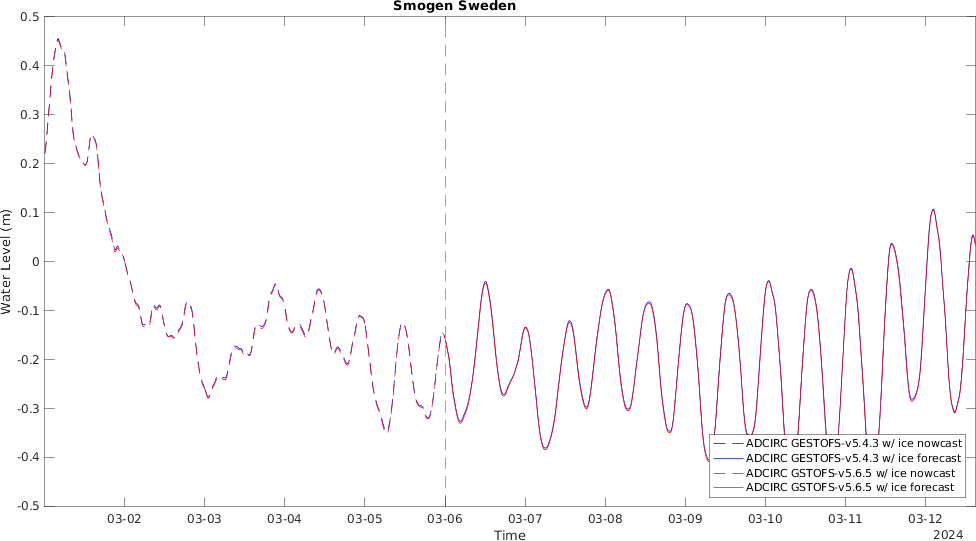 Smogen Sweden
0.5
0.4
0.3
0.2
0.1
0
-0.1
-0.2
-0.3
-0.4
-0.5
Water Level (m)
ADCIRC GESTOFS-v5.4.3 w/ ice nowcast
ADCIRC GESTOFS-v5.4.3 w/ ice forecast
ADCIRC GSTOFS-v5.6.5 w/ ice nowcast
ADCIRC GSTOFS-v5.6.5 w/ ice forecast
03-02 03-03 03-04 03-05 03-06 03-07 03-08 03-09 03-10 03-11 03-12
Time 2024